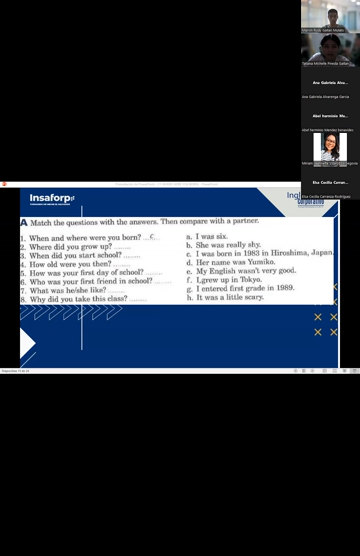 Ana Gabriela Alva...
Ana Gabriela Alvarenga Garcia
Abel herminio Me...
Elsa Cecilia Carran...
Elsa Cecilia Carranza Rodriguez
Insaforp
A Match the questions with the answers. Then compare with a partner.
1. When and where were you born? ...c.
2. Where did you grow up? ........
3. When did you start school? ........
4. How old were you then? ........
5. How was your first day of school? ........
6. Who was your first friend in school? ........
7. What was he/she like? ........
8. Why did you take this class? ........
a. I was six.
b. She was really shy.
c. I was born in 1983 in Hiroshima, Japan.
d. Her name was Yumiko.
e. My English wasn't very good.
f. I grew up in Tokyo.
g. I entered first grade in 1989.
h. It was a little scary.